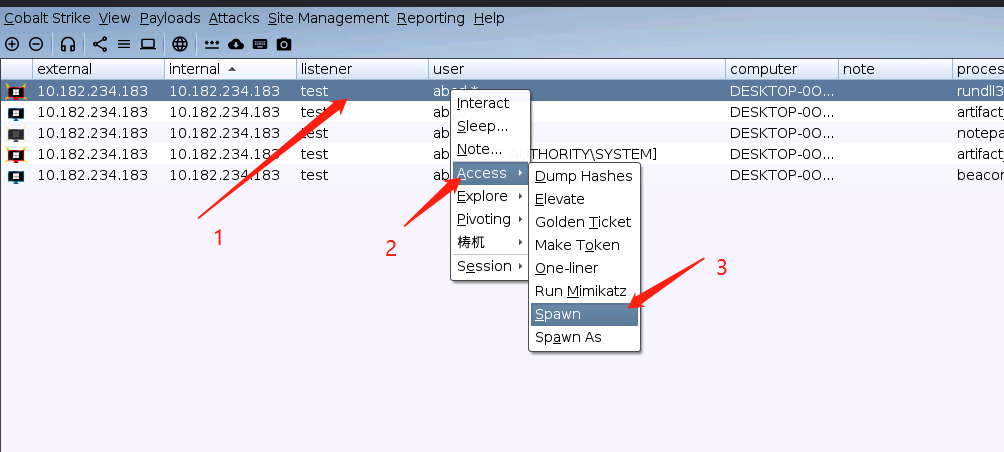 Cobalt Strike View Payloads Attacks Site Management Reporting Help
external internal listener user computer note proces
10.182.234.183 10.182.234.183 test DESKTOP-0O... rundll3
10.182.234.183 10.182.234.183 test ab DESKTOP-0O... artifact_
10.182.234.183 10.182.234.183 test ab DESKTOP-0O... notepa
10.182.234.183 10.182.234.183 test ab AUTHORITY\SYSTEM] DESKTOP-0O... artifact_
10.182.234.183 10.182.234.183 test ab DESKTOP-0O... beacon
Interact
Sleep...
Note...
Access
Explore
Pivoting
梼杌
Session
Dump Hashes
Elevate
Golden Ticket
Make Token
One-liner
Run Mimikatz
Spawn
Spawn As
1
2
3